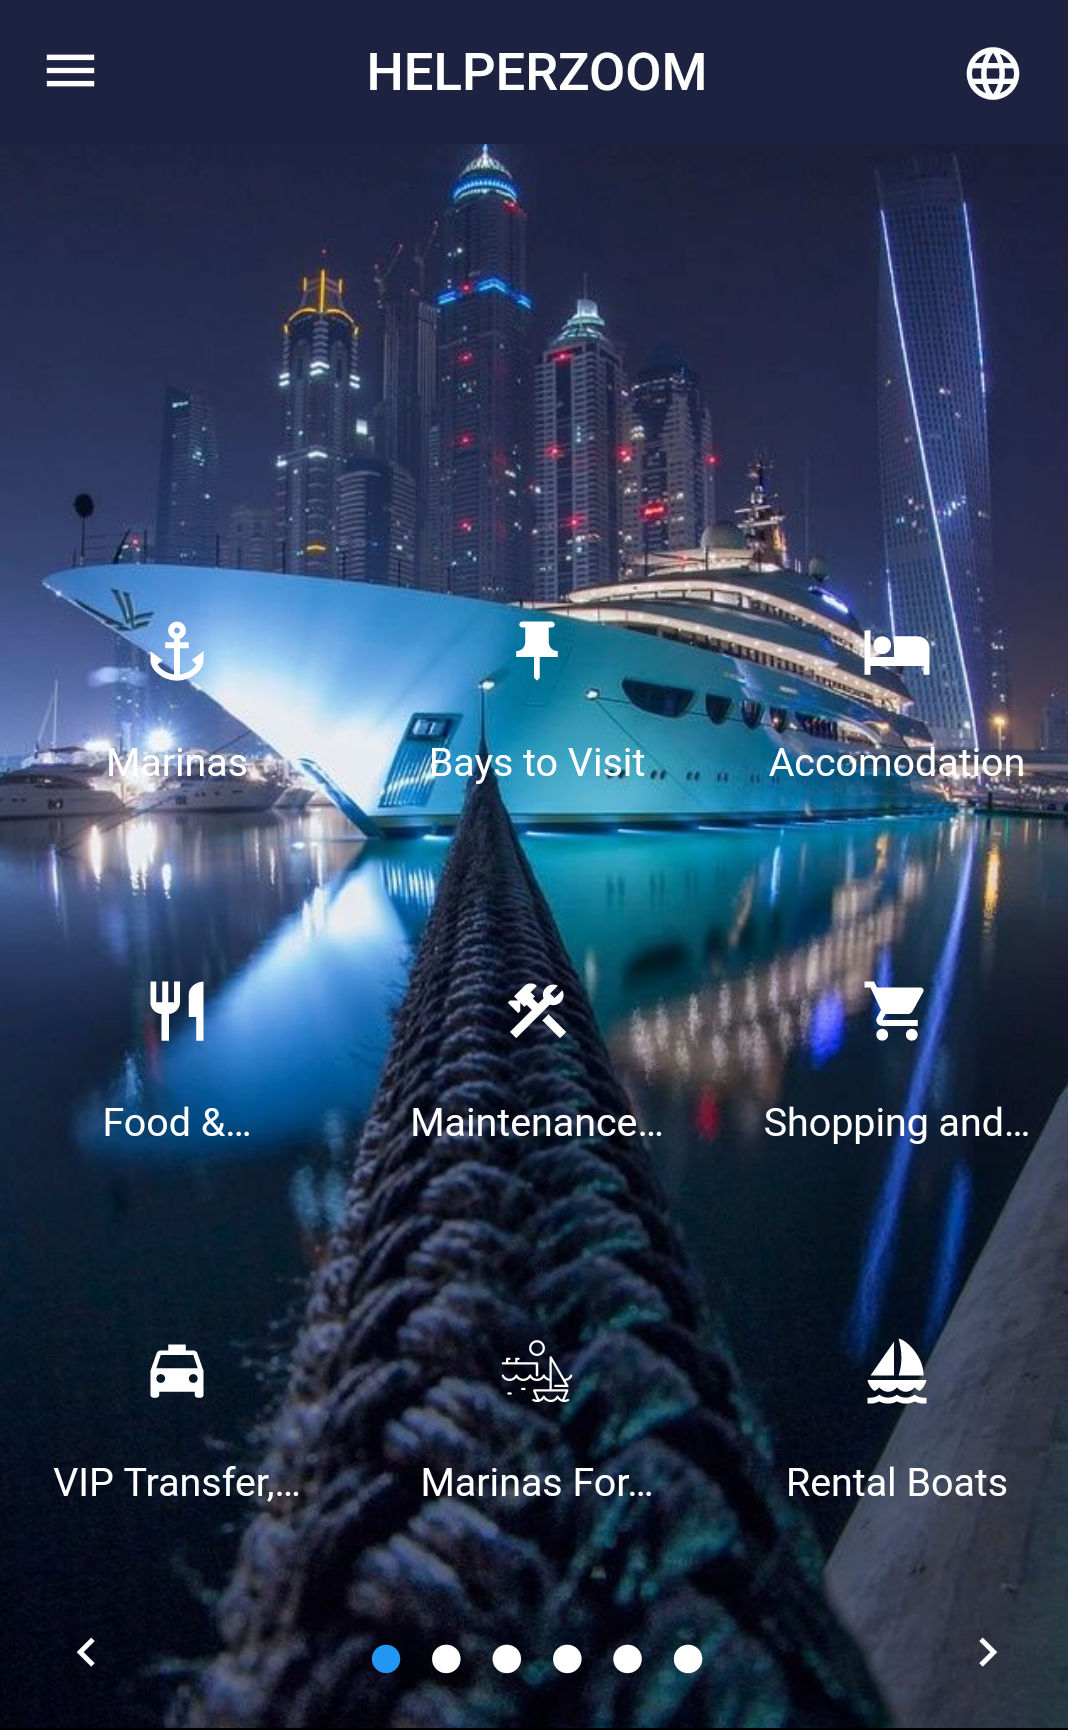 HELPERZOOM
Marinas
Bays to Visit
Accomodation
Food &...
Maintenance...
Shopping and...
VIP Transfer,...
Marinas For...
Rental Boats